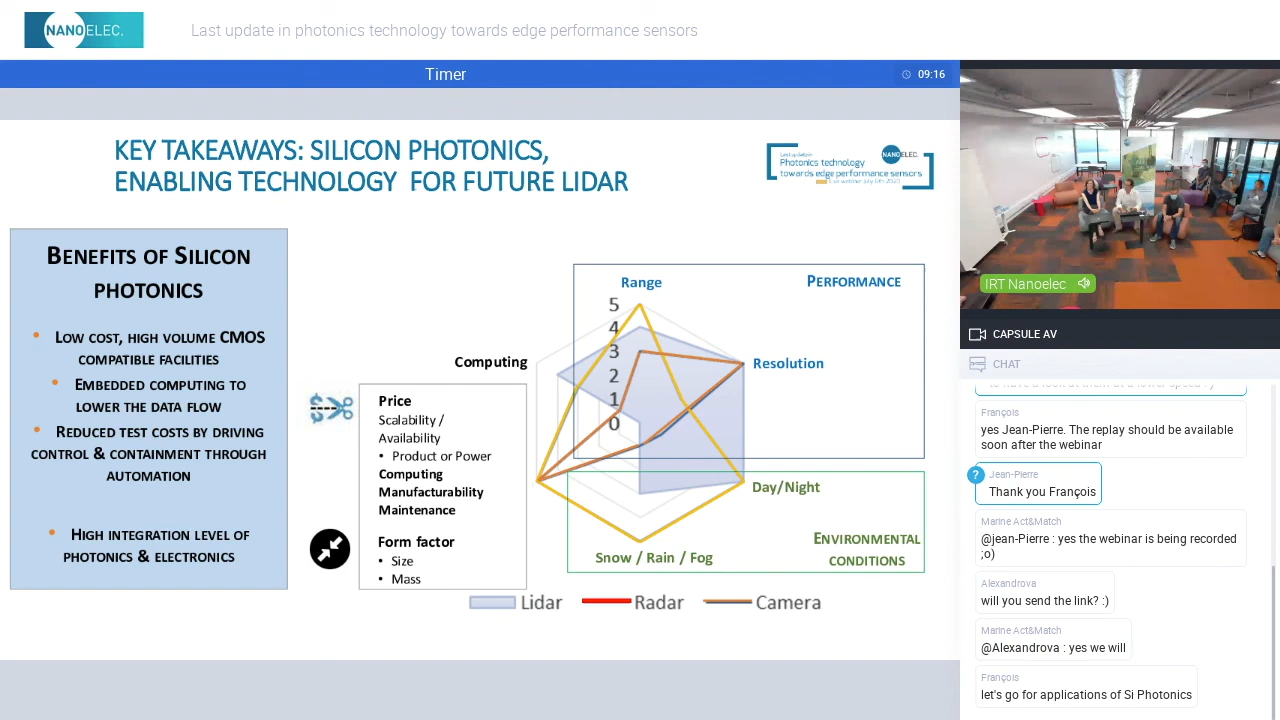 NANOELEC.
Last update in photonics technology towards edge performance sensors
Timer
09:16
KEY TAKEAWAYS: SILICON PHOTONICS,
ENABLING TECHNOLOGY FOR FUTURE LIDAR
Photonics technology
NANOELEC.
towards edge performance sensors
BENEFITS OF SILICON
PHOTONICS
• LOW COST, HIGH VOLUME CMOS
COMPATIBLE FACILITIES
• EMBEDDED COMPUTING TO
LOWER THE DATA FLOW
• REDUCED TEST COSTS BY DRIVING
CONTROL & CONTAINMENT THROUGH
AUTOMATION
• HIGH INTEGRATION LEVEL OF
PHOTONICS & ELECTRONICS
Range
PERFORMANCE
5
4
3
2
1
0
Computing
Resolution
Price
Scalability /
Availability
• Product or Power
Computing
Manufacturability
Maintenance
Form factor
• Size
• Mass
Day/Night
ENVIRONMENTAL
CONDITIONS
Snow / Rain / Fog
Lidar
Radar
Camera
IRT Nanoelec
CAPSULE AV
CHAT
François
yes Jean-Pierre. The replay should be available
soon after the webinar
?
Jean-Pierre
Thank you François
Marine Act&Match
@jean-Pierre : yes the webinar is being recorded
;o)
Alexandrova
will you send the link? :)
Marine Act&Match
@Alexandrova : yes we will
François
let's go for applications of Si Photonics